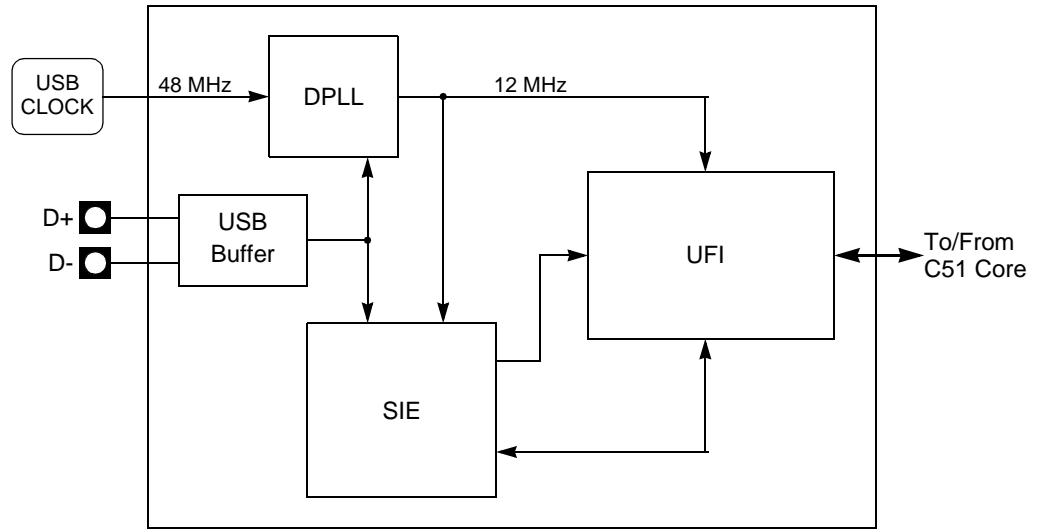 USB
CLOCK
48 MHz
DPLL
12 MHz
D+
D-
USB
Buffer
UFI
To/From
C51 Core
SIE